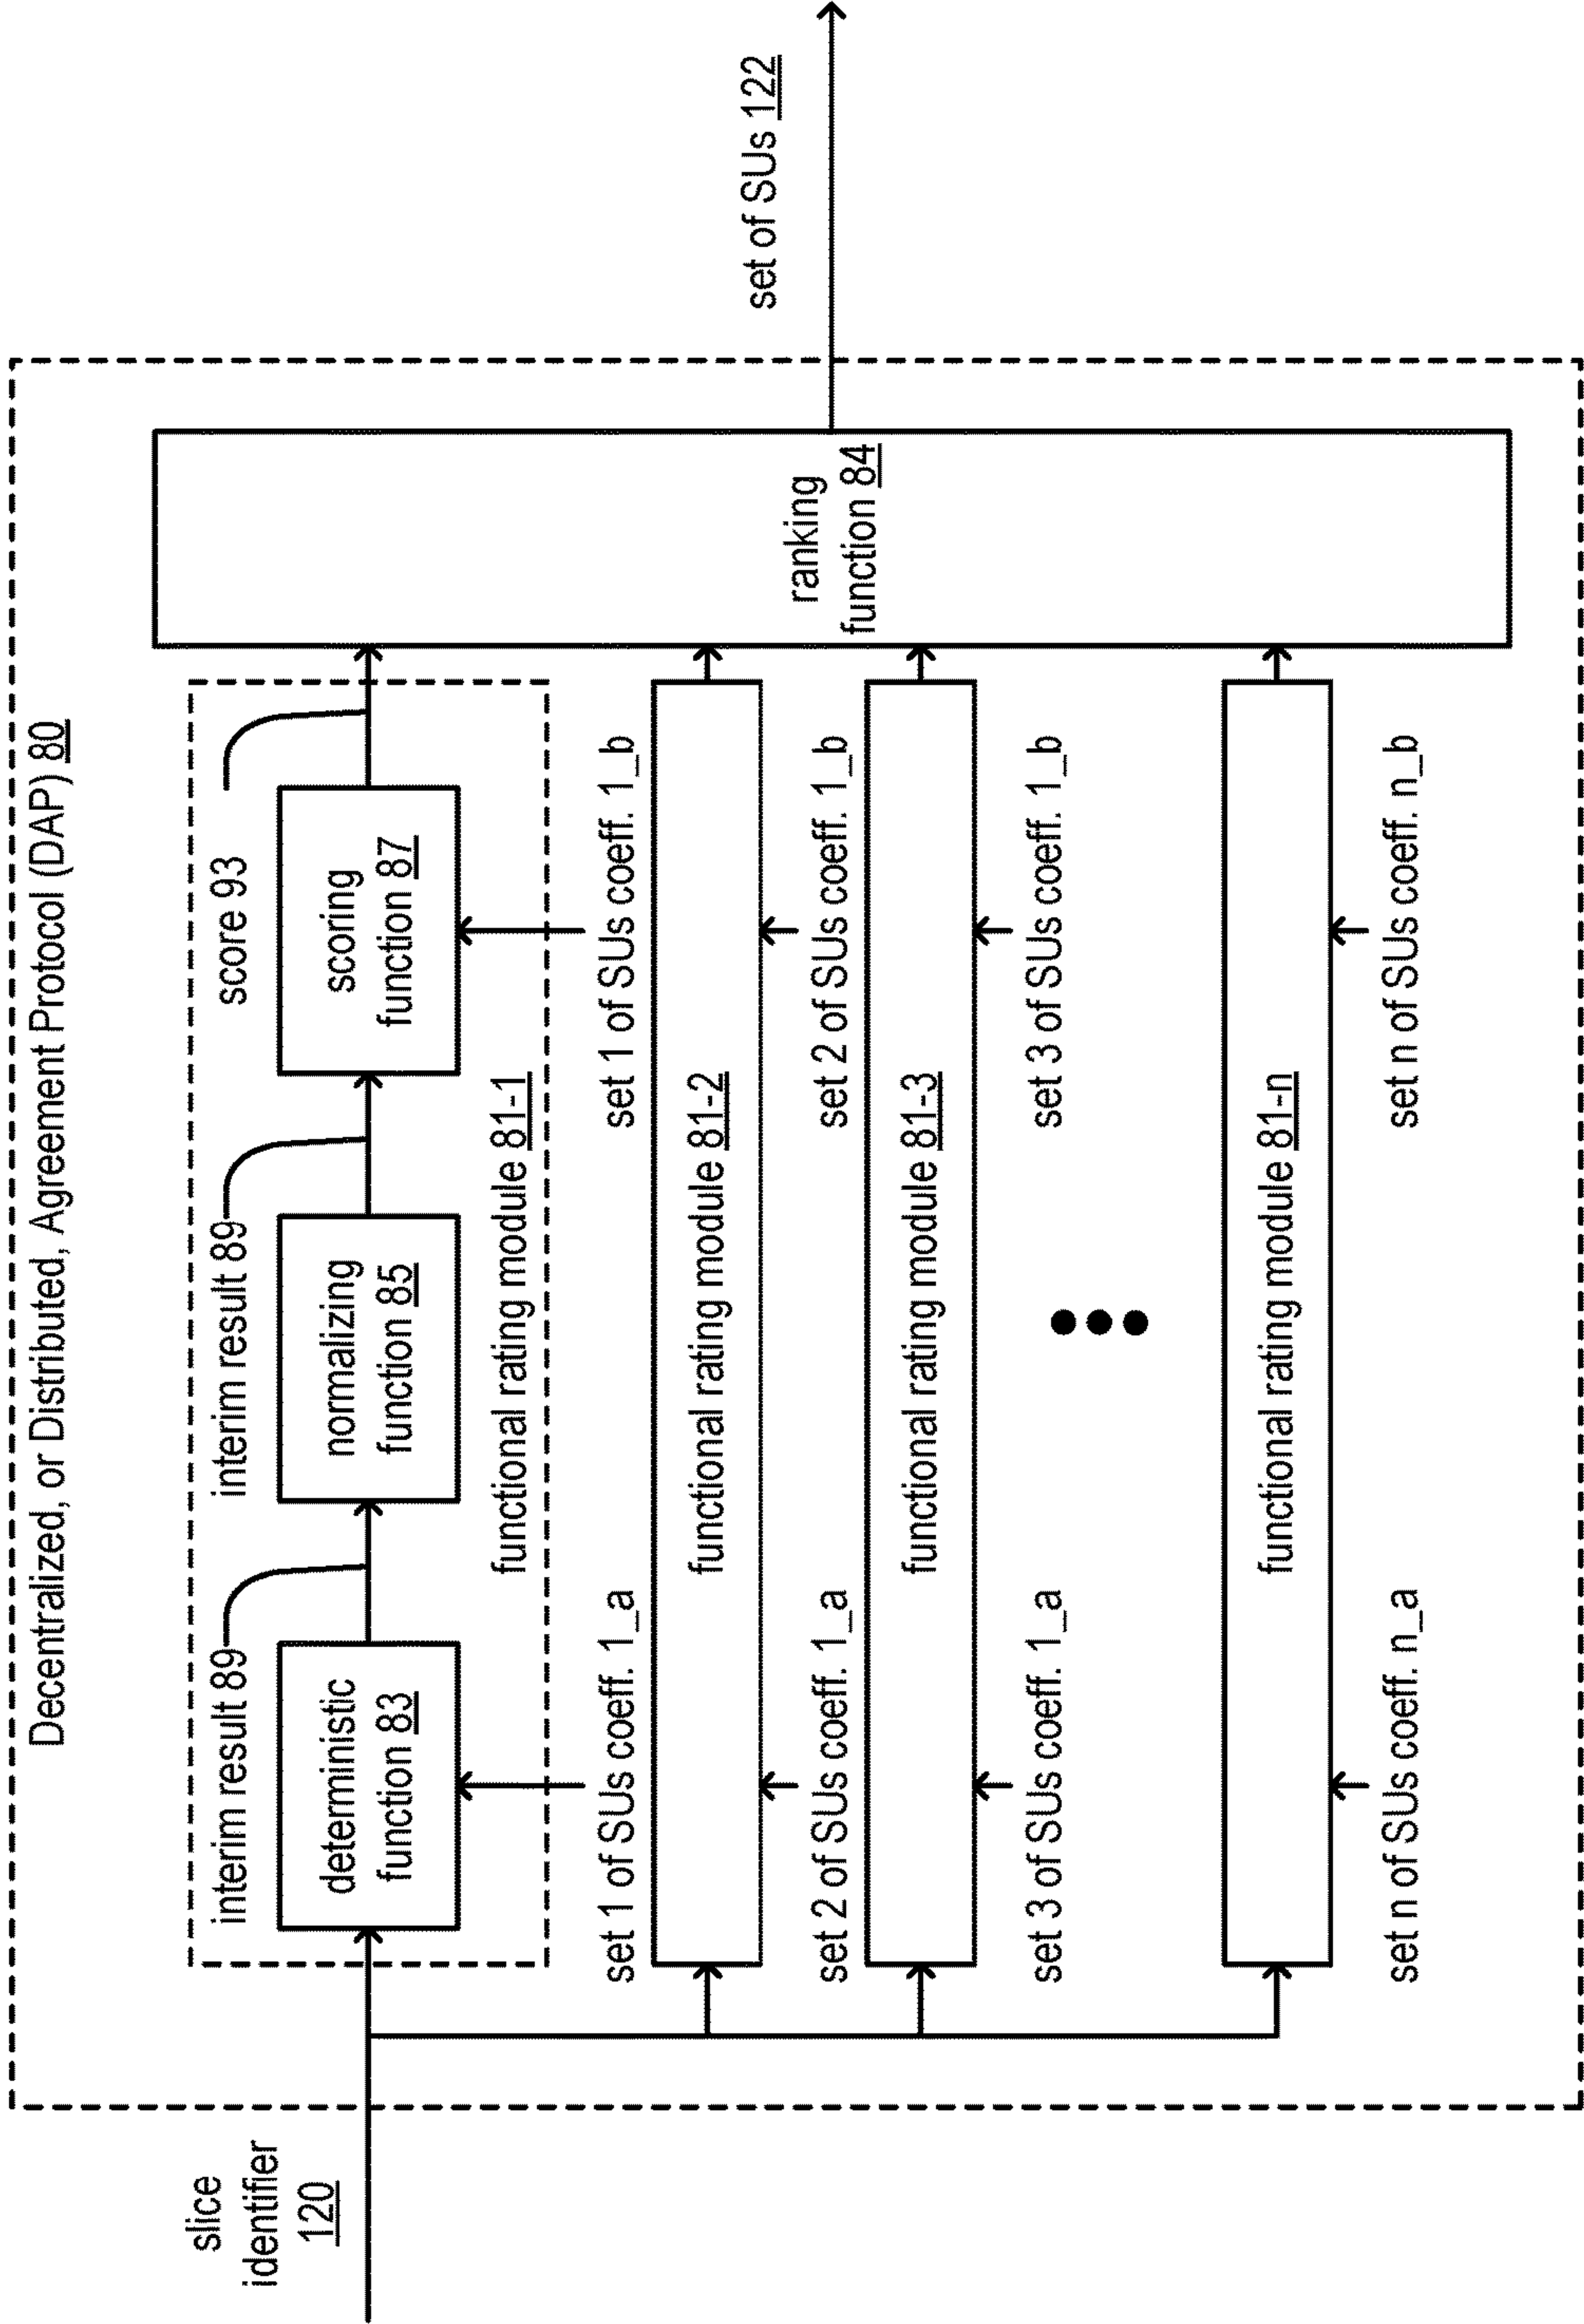 Decentralized, or Distributed, Agreement Protocol (DAP) 80
slice
identifier
120
interim result 89
interim result 89
score 93
deterministic
function 83
normalizing
function 85
scoring
function 87
functional rating module 81-1
set 1 of SUs coeff. 1_a
set 1 of SUs coeff. 1_b
functional rating module 81-2
set 2 of SUs coeff. 1_a
set 2 of SUs coeff. 1_b
functional rating module 81-3
set 3 of SUs coeff. 1_a
set 3 of SUs coeff. 1_b
functional rating module 81-n
set n of SUs coeff. n_a
set n of SUs coeff. n_b
ranking
function 84
set of SUs 122